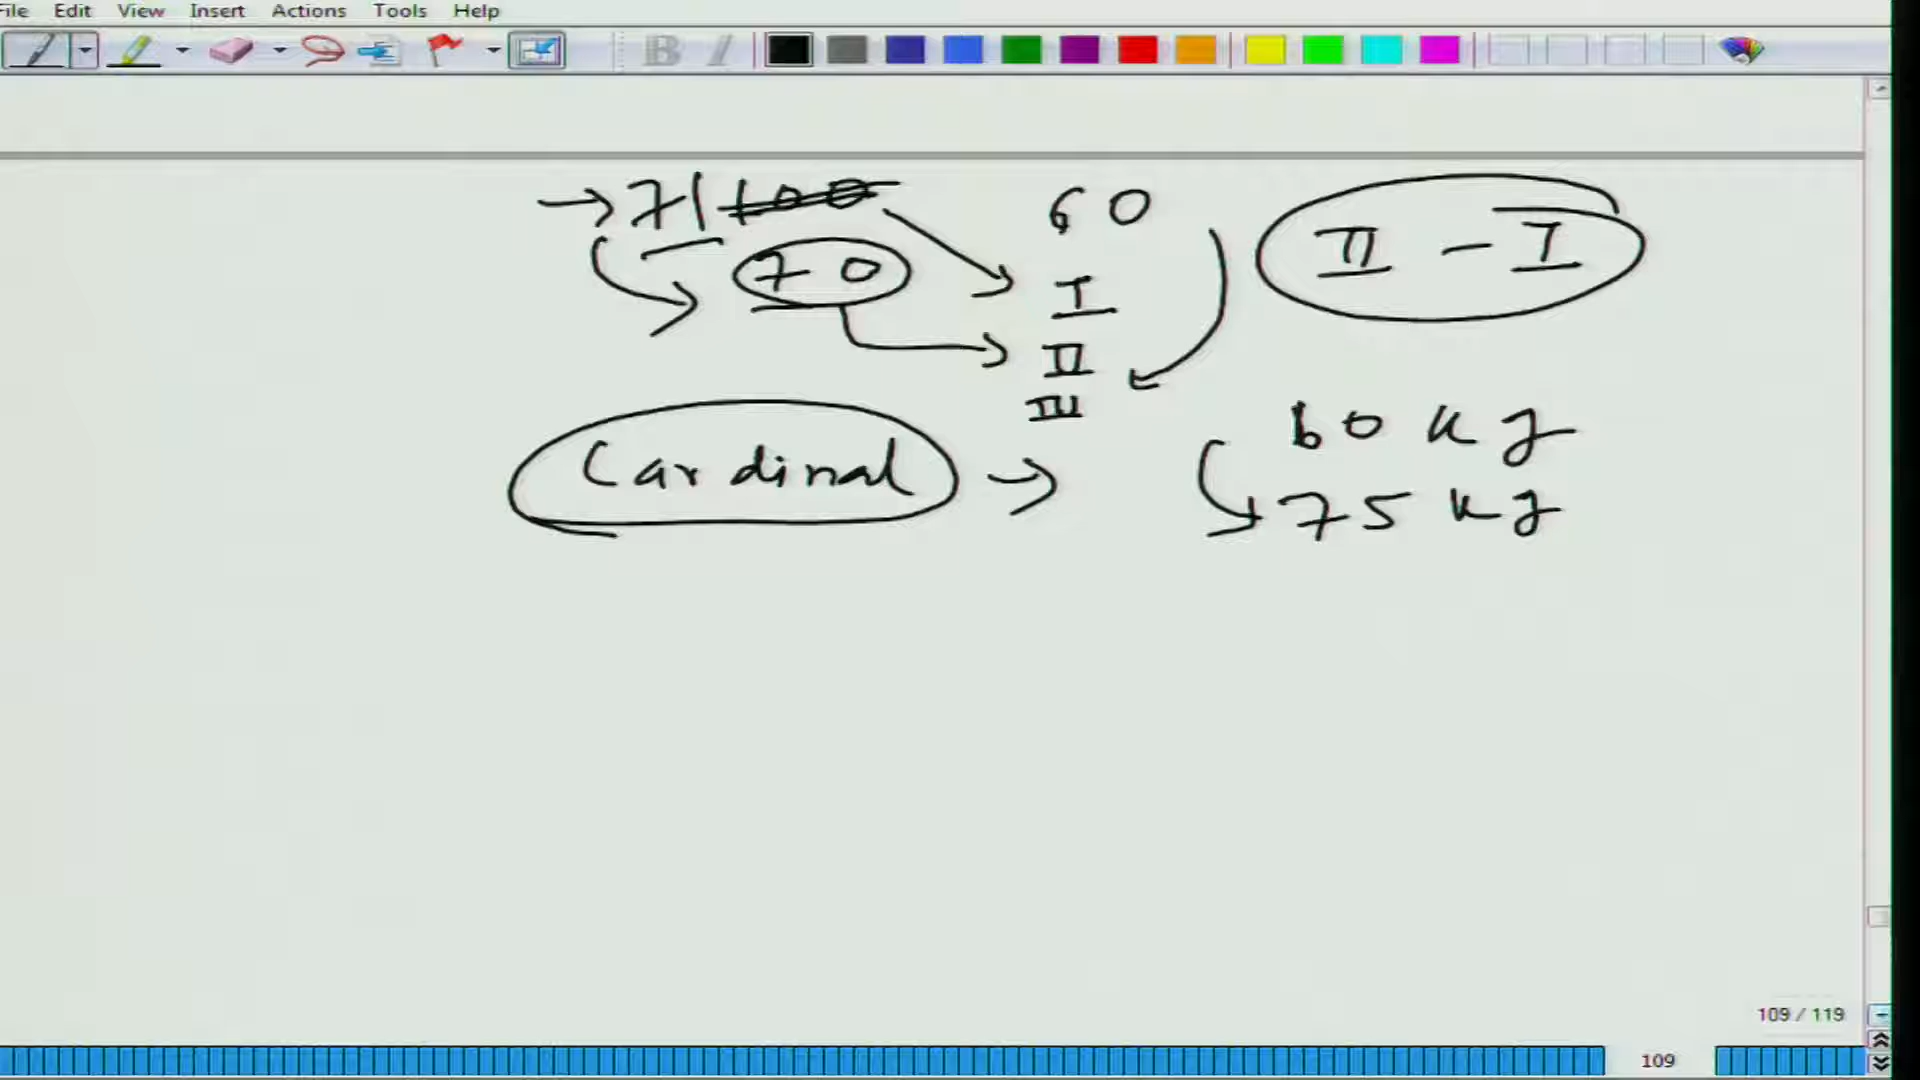 File Edit View Insert Actions Tools Help
B I
→ 71 100 60
70
II - I
I
II
III
Cardinal →
60 kg
75 kg
109 / 119
109